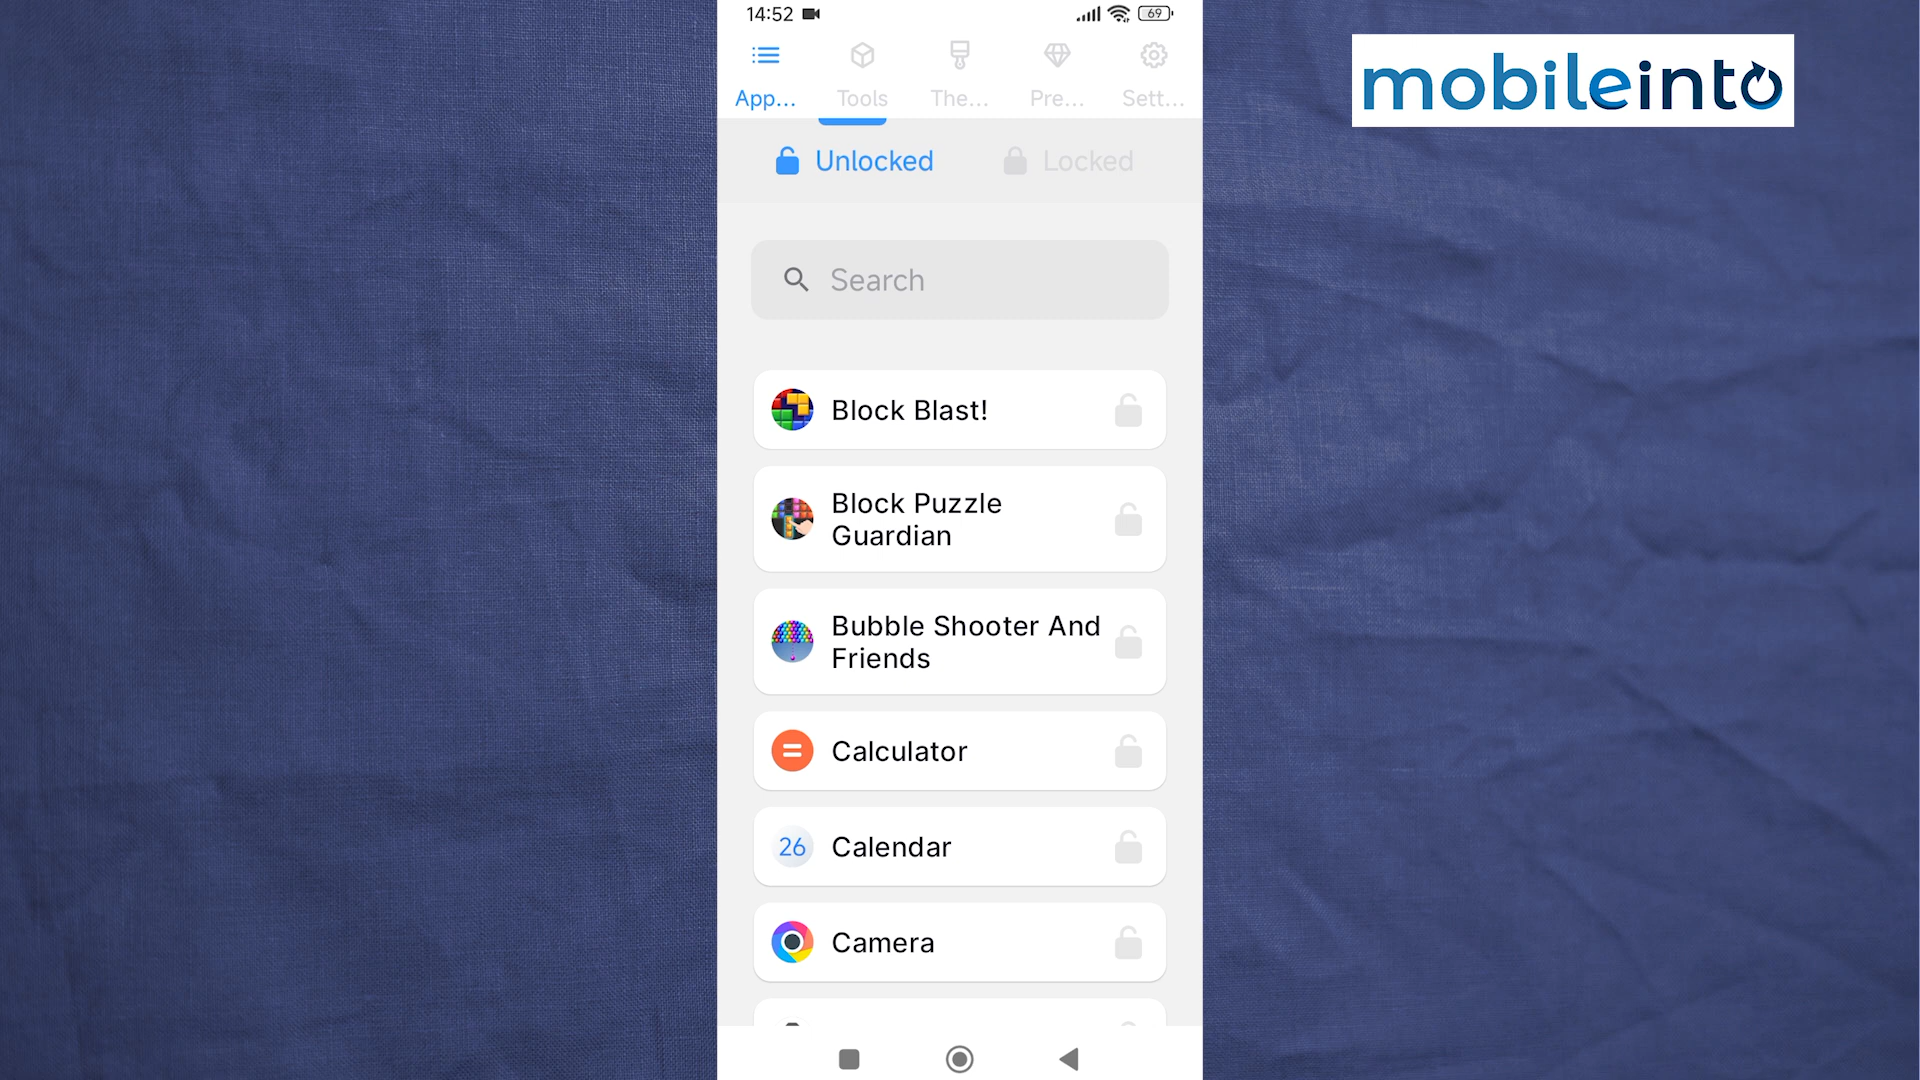 14:52
69
App...
Tools
The...
Pre...
Sett...
mobileinto
Unlocked
Locked
Search
Block Blast!
Block Puzzle
Guardian
Bubble Shooter And
Friends
Calculator
26
Calendar
Camera